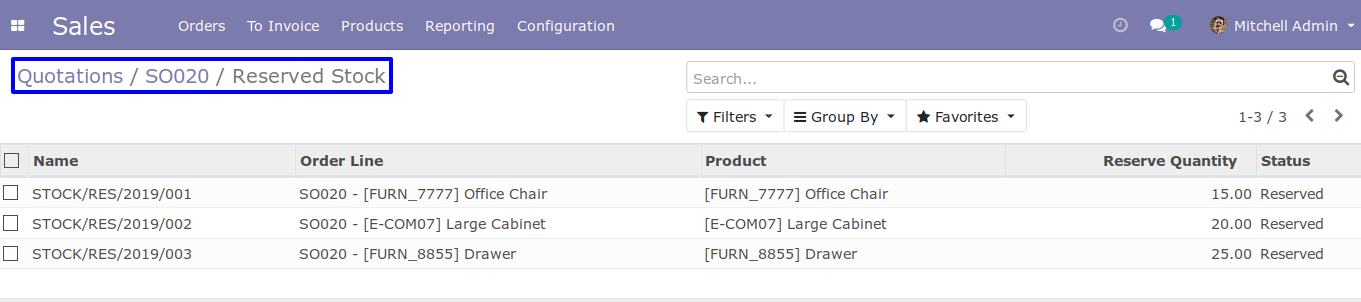 Sales Orders To Invoice Products Reporting Configuration 1 Mitchell Admin
Quotations / SO020 / Reserved Stock
Search...
Filters Group By Favorites 1-3 / 3
Name Order Line Product Reserve Quantity Status
STOCK/RES/2019/001 SO020 - [FURN_7777] Office Chair [FURN_7777] Office Chair 15.00 Reserved
STOCK/RES/2019/002 SO020 - [E-COM07] Large Cabinet [E-COM07] Large Cabinet 20.00 Reserved
STOCK/RES/2019/003 SO020 - [FURN_8855] Drawer [FURN_8855] Drawer 25.00 Reserved